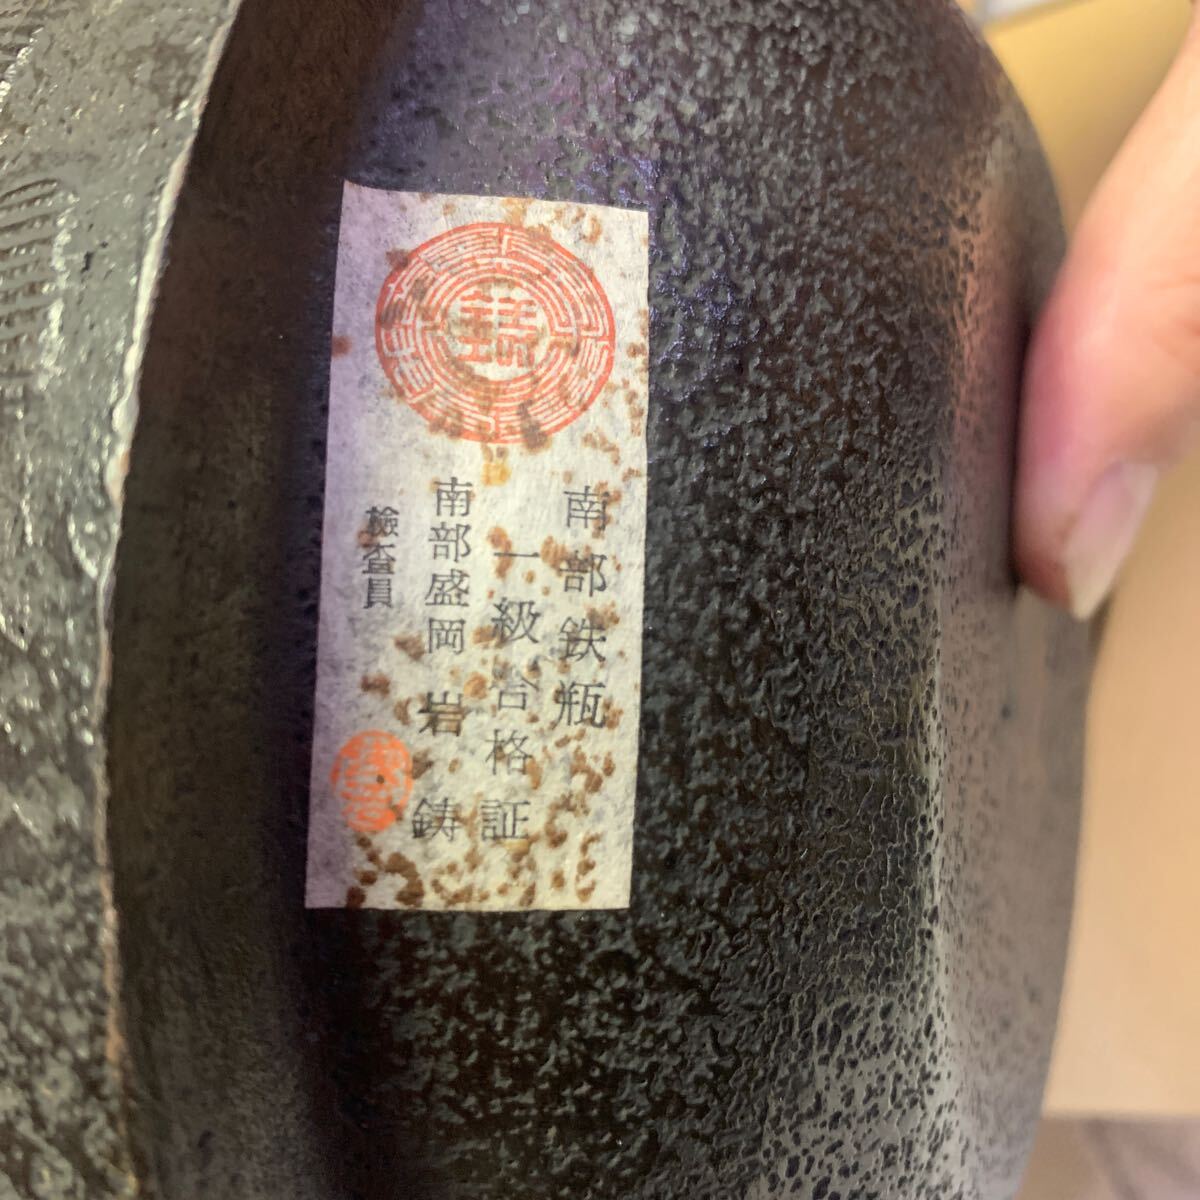 南部鉄瓶
一級合格証
南部盛岡 岩鋳
検査員